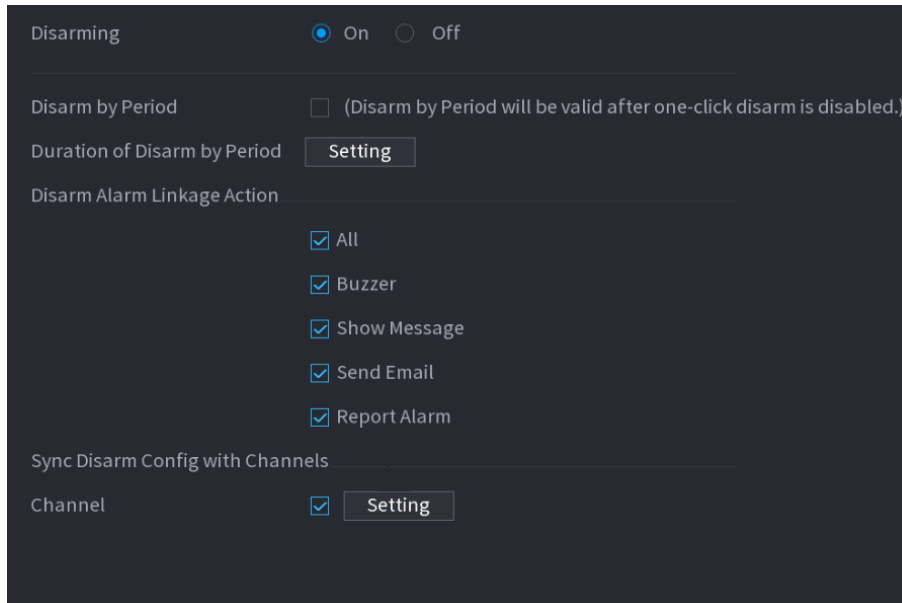 Disarming On Off
Disarm by Period (Disarm by Period will be valid after one-click disarm is disabled.)
Duration of Disarm by Period Setting
Disarm Alarm Linkage Action
All
Buzzer
Show Message
Send Email
Report Alarm
Sync Disarm Config with Channels
Channel Setting